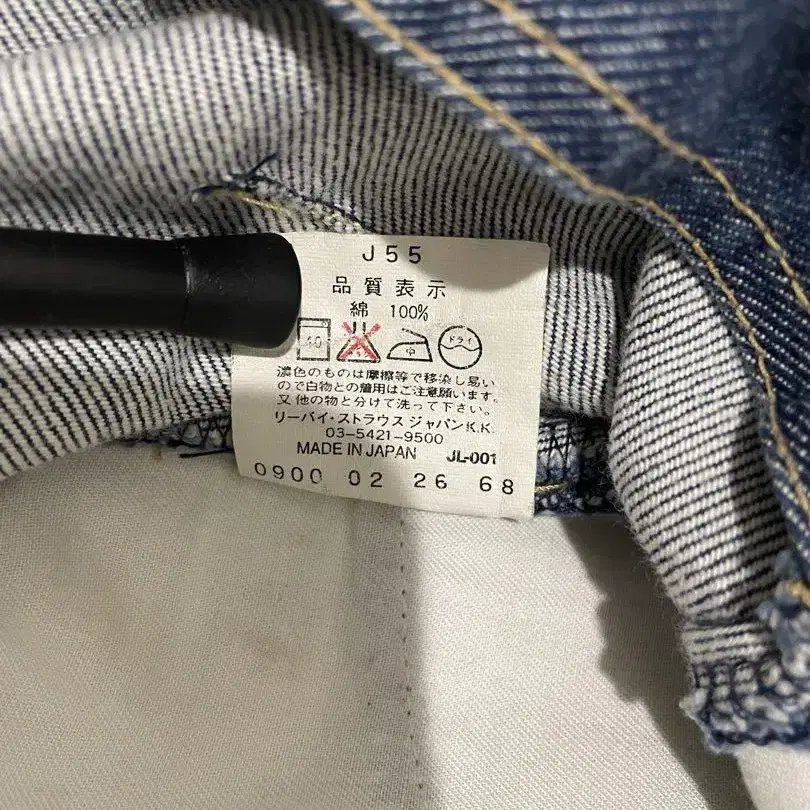 J55
品質表示
綿 100%
40 中 ドライ
濃色のものは摩擦等で移染し易い
ので白物との着用はご注意願います。
又他の物と分けて洗って下さい。
リーバイ・ストラウス ジャパンK.K.
03-5421-9500
MADE IN JAPAN JL-001
0900 02 26 68